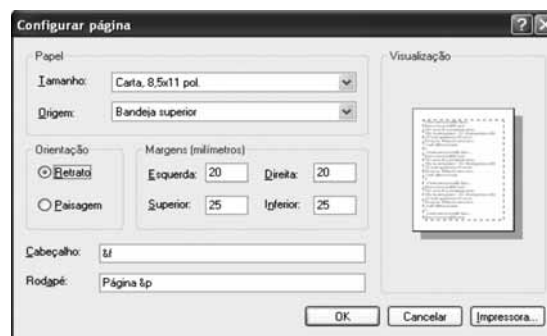 Configurar página
Papel
Visualização
Tamanho: Carta, 8,5x11 pol.
Origem: Bandeja superior
Orientação
Margens (milímetros)
Retrato
Esquerda: 20 Direita: 20
Paisagem
Superior: 25 Inferior: 25
Cabeçalho: &f
Rodapé: Página &p
OK Cancelar Impressora...